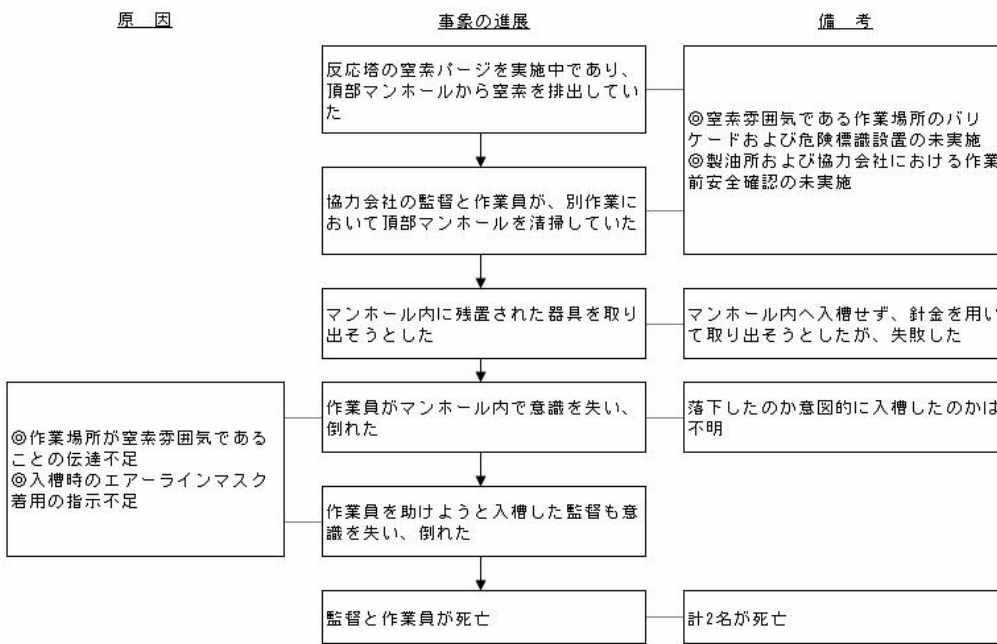 原　因
事象の進展
備　考
反応塔の窒素パージを実施中であり、
頂部マンホールから窒素を排出してい
た
◎窒素雰囲気である作業場所のバリ
ケードおよび危険標識設置の未実施
◎製油所および協力会社における作業
前安全確認の未実施
協力会社の監督と作業員が、別作業に
おいて頂部マンホールを清掃していた
マンホール内に残置された器具を取り
出そうとした
マンホール内へ入槽せず、針金を用い
て取り出そうとしたが、失敗した
作業員がマンホール内で意識を失い、
倒れた
落下したのか意図的に入槽したのかは
不明
◎作業場所が窒素雰囲気である
ことの伝達不足
◎入槽時のエアーラインマスク
着用の指示不足
作業員を助けようと入槽した監督も意
識を失い、倒れた
監督と作業員が死亡
計2名が死亡